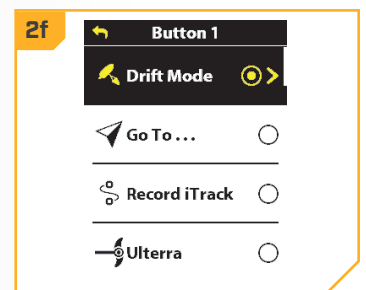 2f
Button 1
Drift Mode
Go To ...
Record iTrack
Ulterra